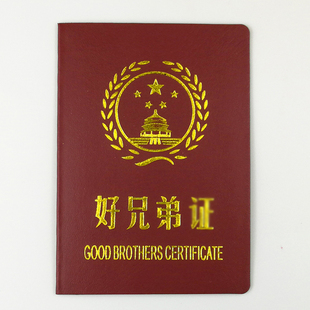 好兄弟证
GOOD BROTHERS CERTIFICATE